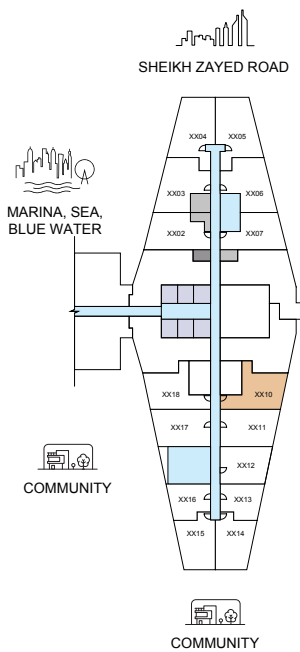 SHEIKH ZAYED ROAD
XX04 XX05
MARINA, SEA,
BLUE WATER
XX03 XX06
XX02 XX07
XX18 XX10
XX17 XX11
XX12
COMMUNITY
XX16 XX13
XX15 XX14
COMMUNITY